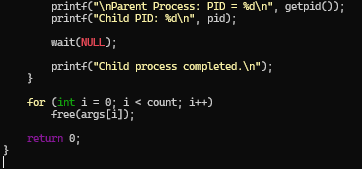 printf("\nParent Process: PID = %d\n", getpid());
printf("Child PID: %d\n", pid);
wait(NULL);
printf("Child process completed.\n");
}
for (int i = 0; i < count; i++)
free(args[i]);
return 0;
}